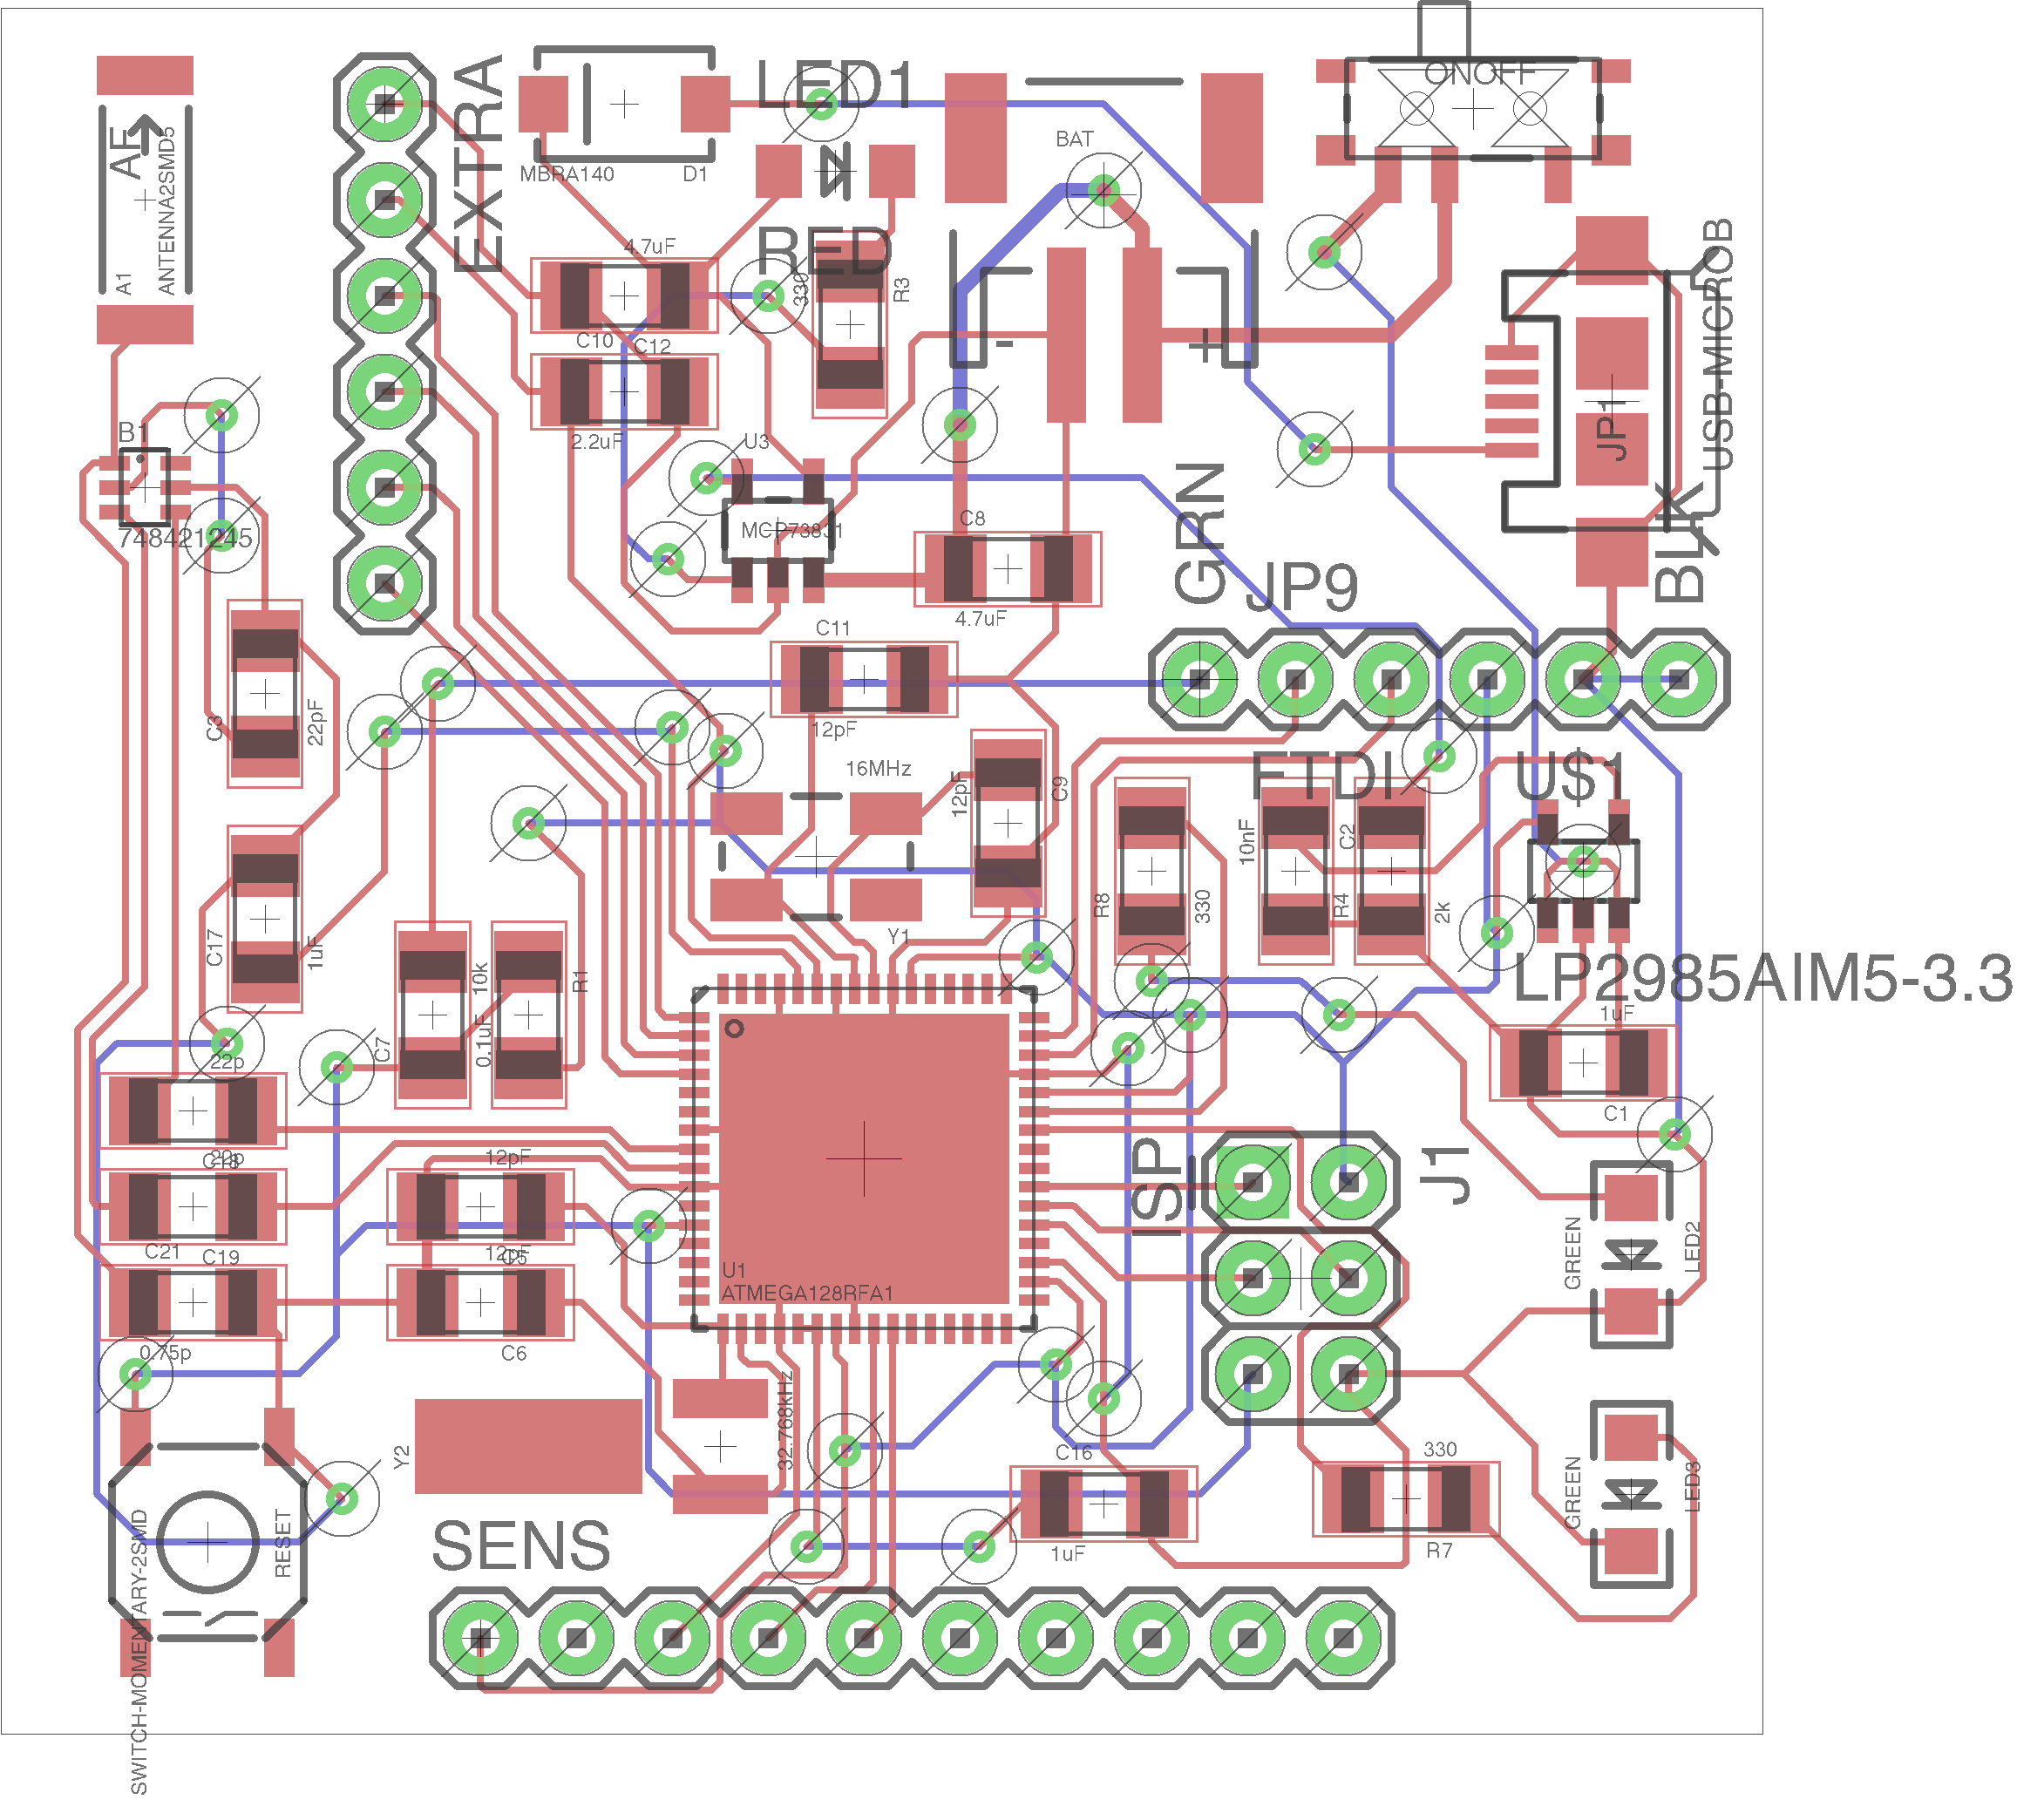 LED1
ONOFF
AE
ANTENNA2SMD5
A1
EXTRA
MBRA140
D1
BAT
RED
4.7uF
330
R3
C10
C12
2.2uF
-
+
JP1
USB-MICROB
BLK
B1
748421245
U3
MCP73831
C8
4.7uF
GRN
JP9
C11
12pF
C3
22pF
16MHz
12pF
C9
Y1
FTDI
U$1
10nF
C2
R8
330
R4
2k
LP2985AIM5-3.3
1uF
C1
C17
1uF
10k
R1
C7
0.1uF
22p
C18
22p
12pF
C21
C19
12pF
C5
0.75p
C6
U1
ATMEGA128RFA1
ISP
J1
GREEN
LED2
Y2
32.768kHz
C16
1uF
330
R7
GREEN
LED3
RESET
SWITCH-MOMENTARY-2SMD
SENS